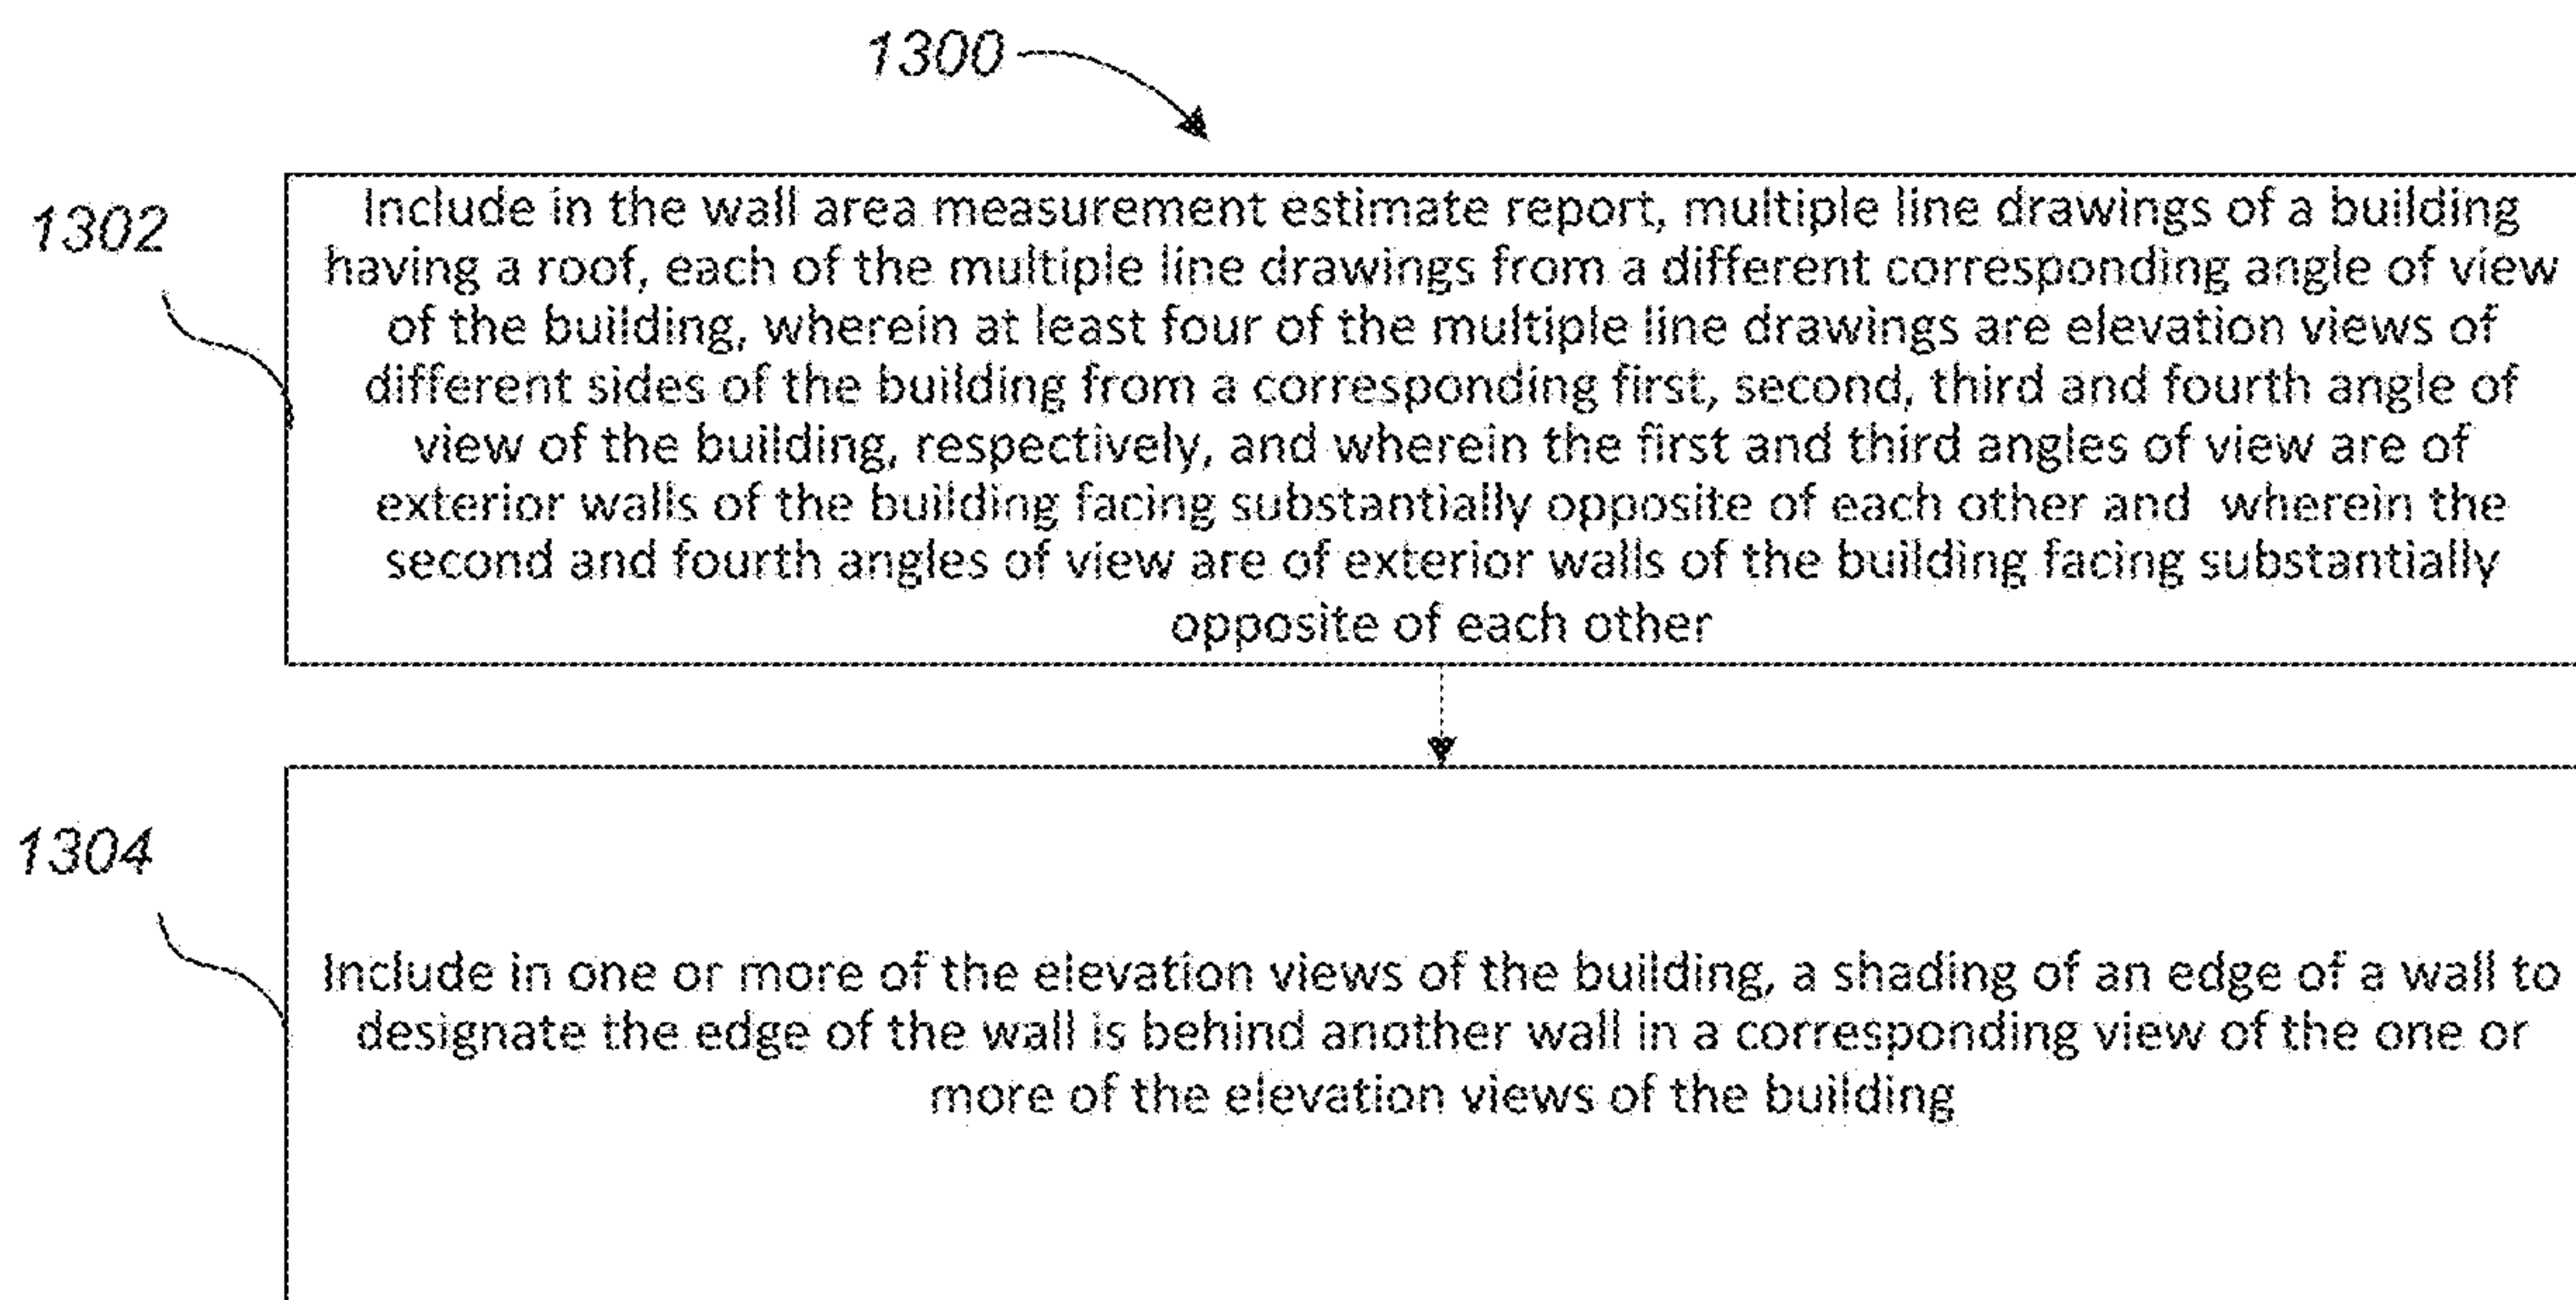 1300
1302
Include in the wall area measurement estimate report, multiple line drawings of a building
having a roof, each of the multiple line drawings from a different corresponding angle of view
of the building, wherein at least four of the multiple line drawings are elevation views of
different sides of the building from a corresponding first, second, third and fourth angle of
view of the building, respectively, and wherein the first and third angles of view are of
exterior walls of the building facing substantially opposite of each other and wherein the
second and fourth angles of view are of exterior walls of the building facing substantially
opposite of each other
1304
Include in one or more of the elevation views of the building, a shading of an edge of a wall to
designate the edge of the wall is behind another wall in a corresponding view of the one or
more of the elevation views of the building